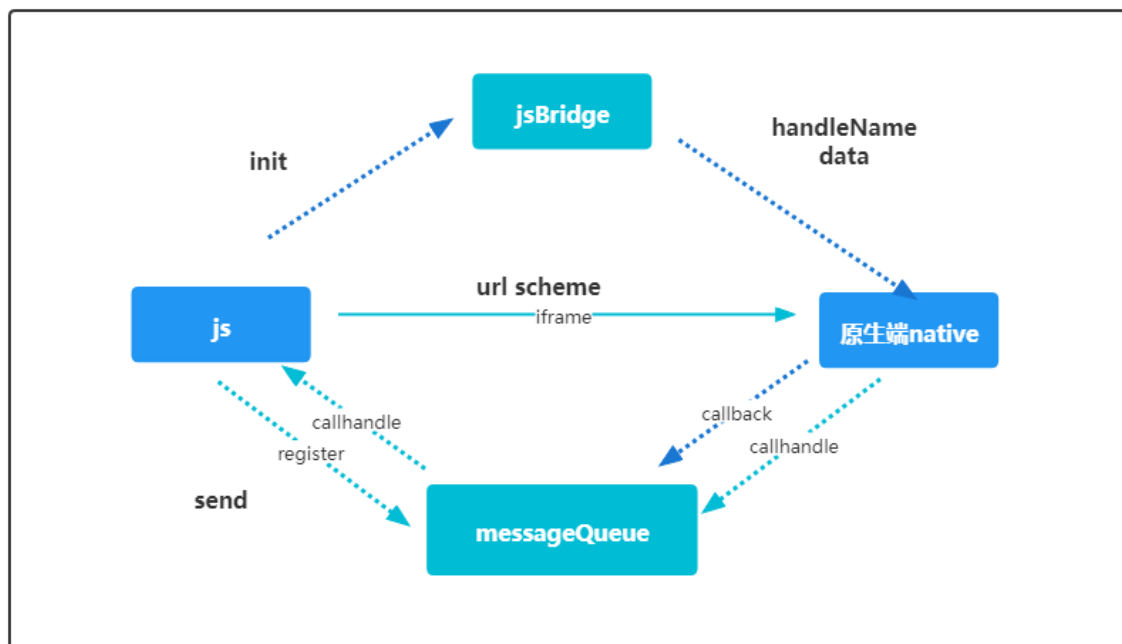 jsBridge
handleName
data
init
url scheme
iframe
js
原生端native
callback
callhandle
callhandle
register
send
messageQueue